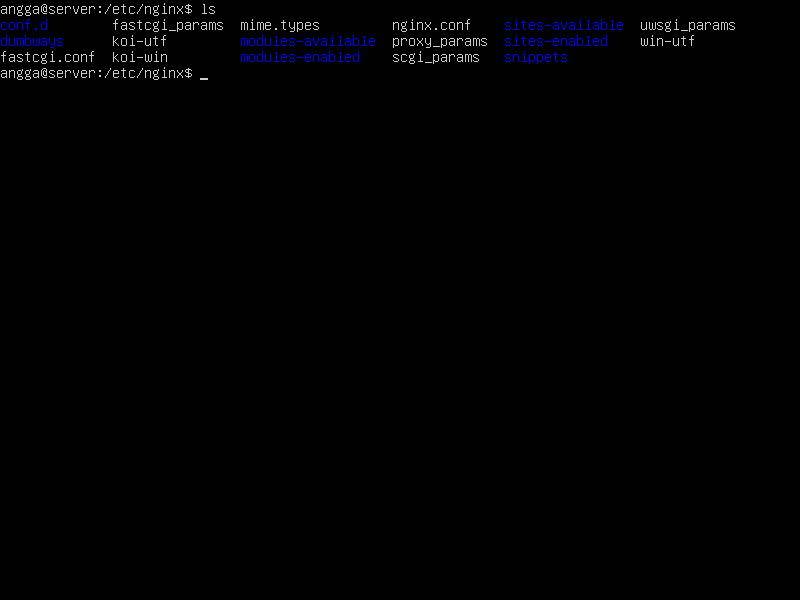 angga@server:/etc/nginx$ ls
conf.d        fastcgi_params  mime.types         nginx.conf    sites-available  uwsgi_params
dumbways      koi-utf         modules-available  proxy_params  sites-enabled    win-utf
fastcgi.conf  koi-win         modules-enabled    scgi_params   snippets
angga@server:/etc/nginx$ _